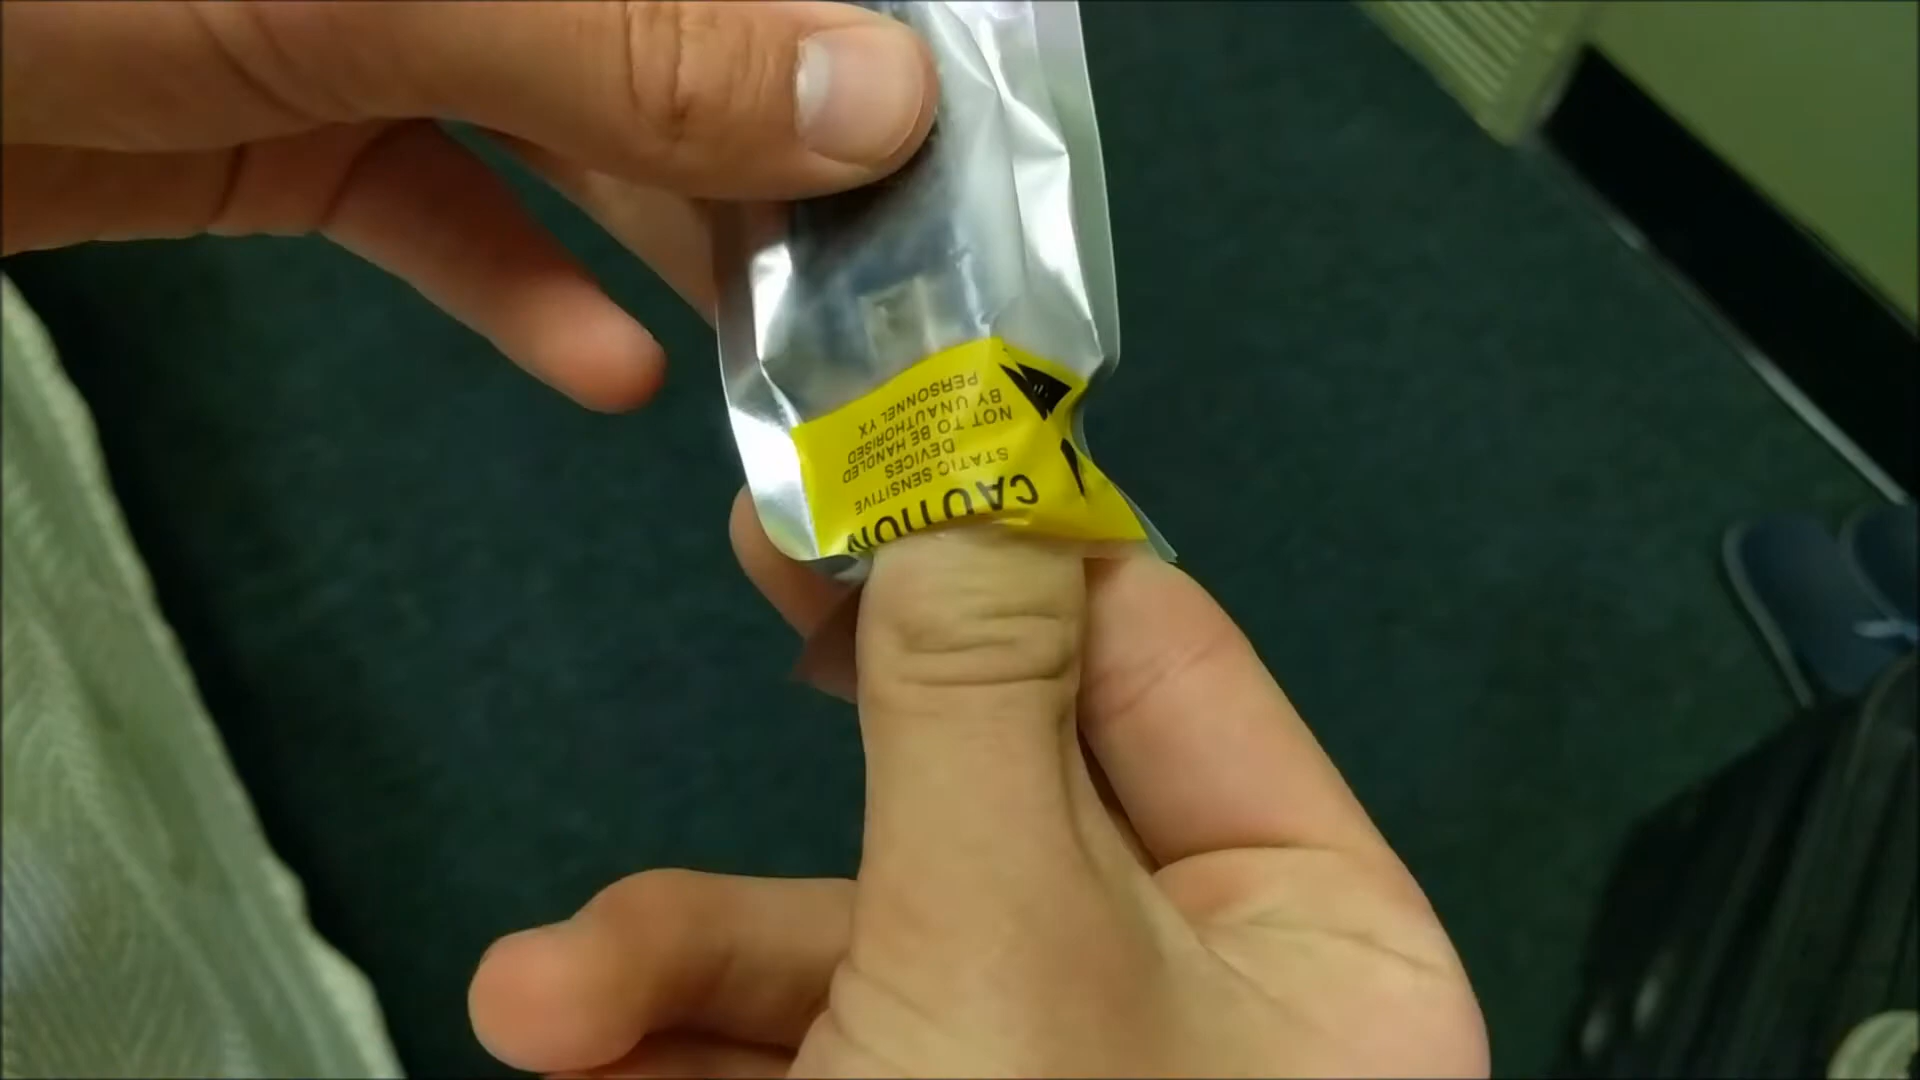 CAUTION
STATIC SENSITIVE
DEVICES
NOT TO BE HANDLED
BY UNAUTHORISED
PERSONNEL YX